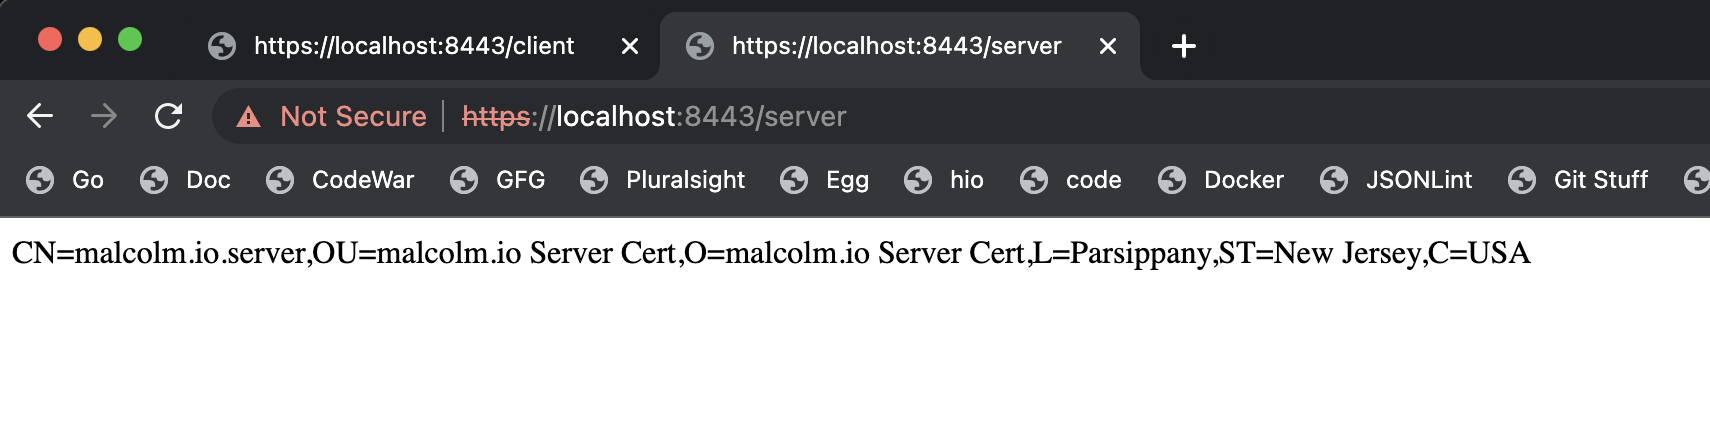 https://localhost:8443/client https://localhost:8443/server
Not Secure https://localhost:8443/server
Go Doc CodeWar GFG Pluralsight Egg hio code Docker JSONLint Git Stuff
CN=malcolm.io.server,OU=malcolm.io Server Cert,O=malcolm.io Server Cert,L=Parsippany,ST=New Jersey,C=USA